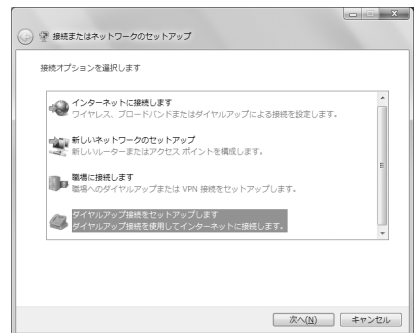 接続またはネットワークのセットアップ
接続オプションを選択します
インターネットに接続します
ワイヤレス、ブロードバンドまたはダイヤルアップによる接続を設定します。
新しいネットワークのセットアップ
新しいルーターまたはアクセス ポイントを構成します。
職場に接続します
職場へのダイヤルアップまたは VPN 接続をセットアップします。
ダイヤルアップ接続をセットアップします
ダイヤルアップ接続を使用してインターネットに接続します。
次へ(N)
キャンセル